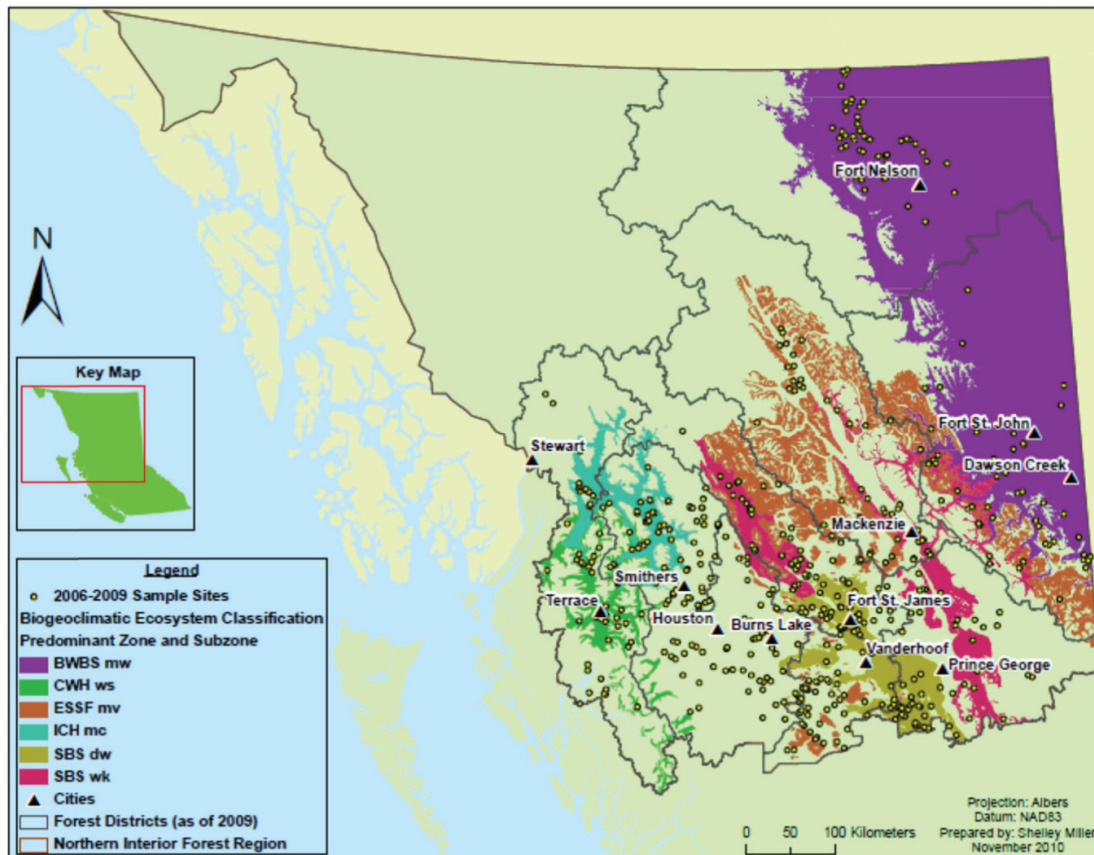 N
Key Map
Legend
2006-2009 Sample Sites
Biogeoclimatic Ecosystem Classification
Predominant Zone and Subzone
BWBS mw
CWH ws
ESSF mv
ICH mc
SBS dw
SBS wk
Cities
Forest Districts (as of 2009)
Northern Interior Forest Region
Fort Nelson
Fort St. John
Stewart
Dawson Creek
Mackenzie
Smithers
Terrace
Fort St. James
Houston
Burns Lake
Vanderhoof
Prince George
0 50 100 Kilometers
Projection: Albers
Datum: NAD83
Prepared by: Shelley Miller
November 2010